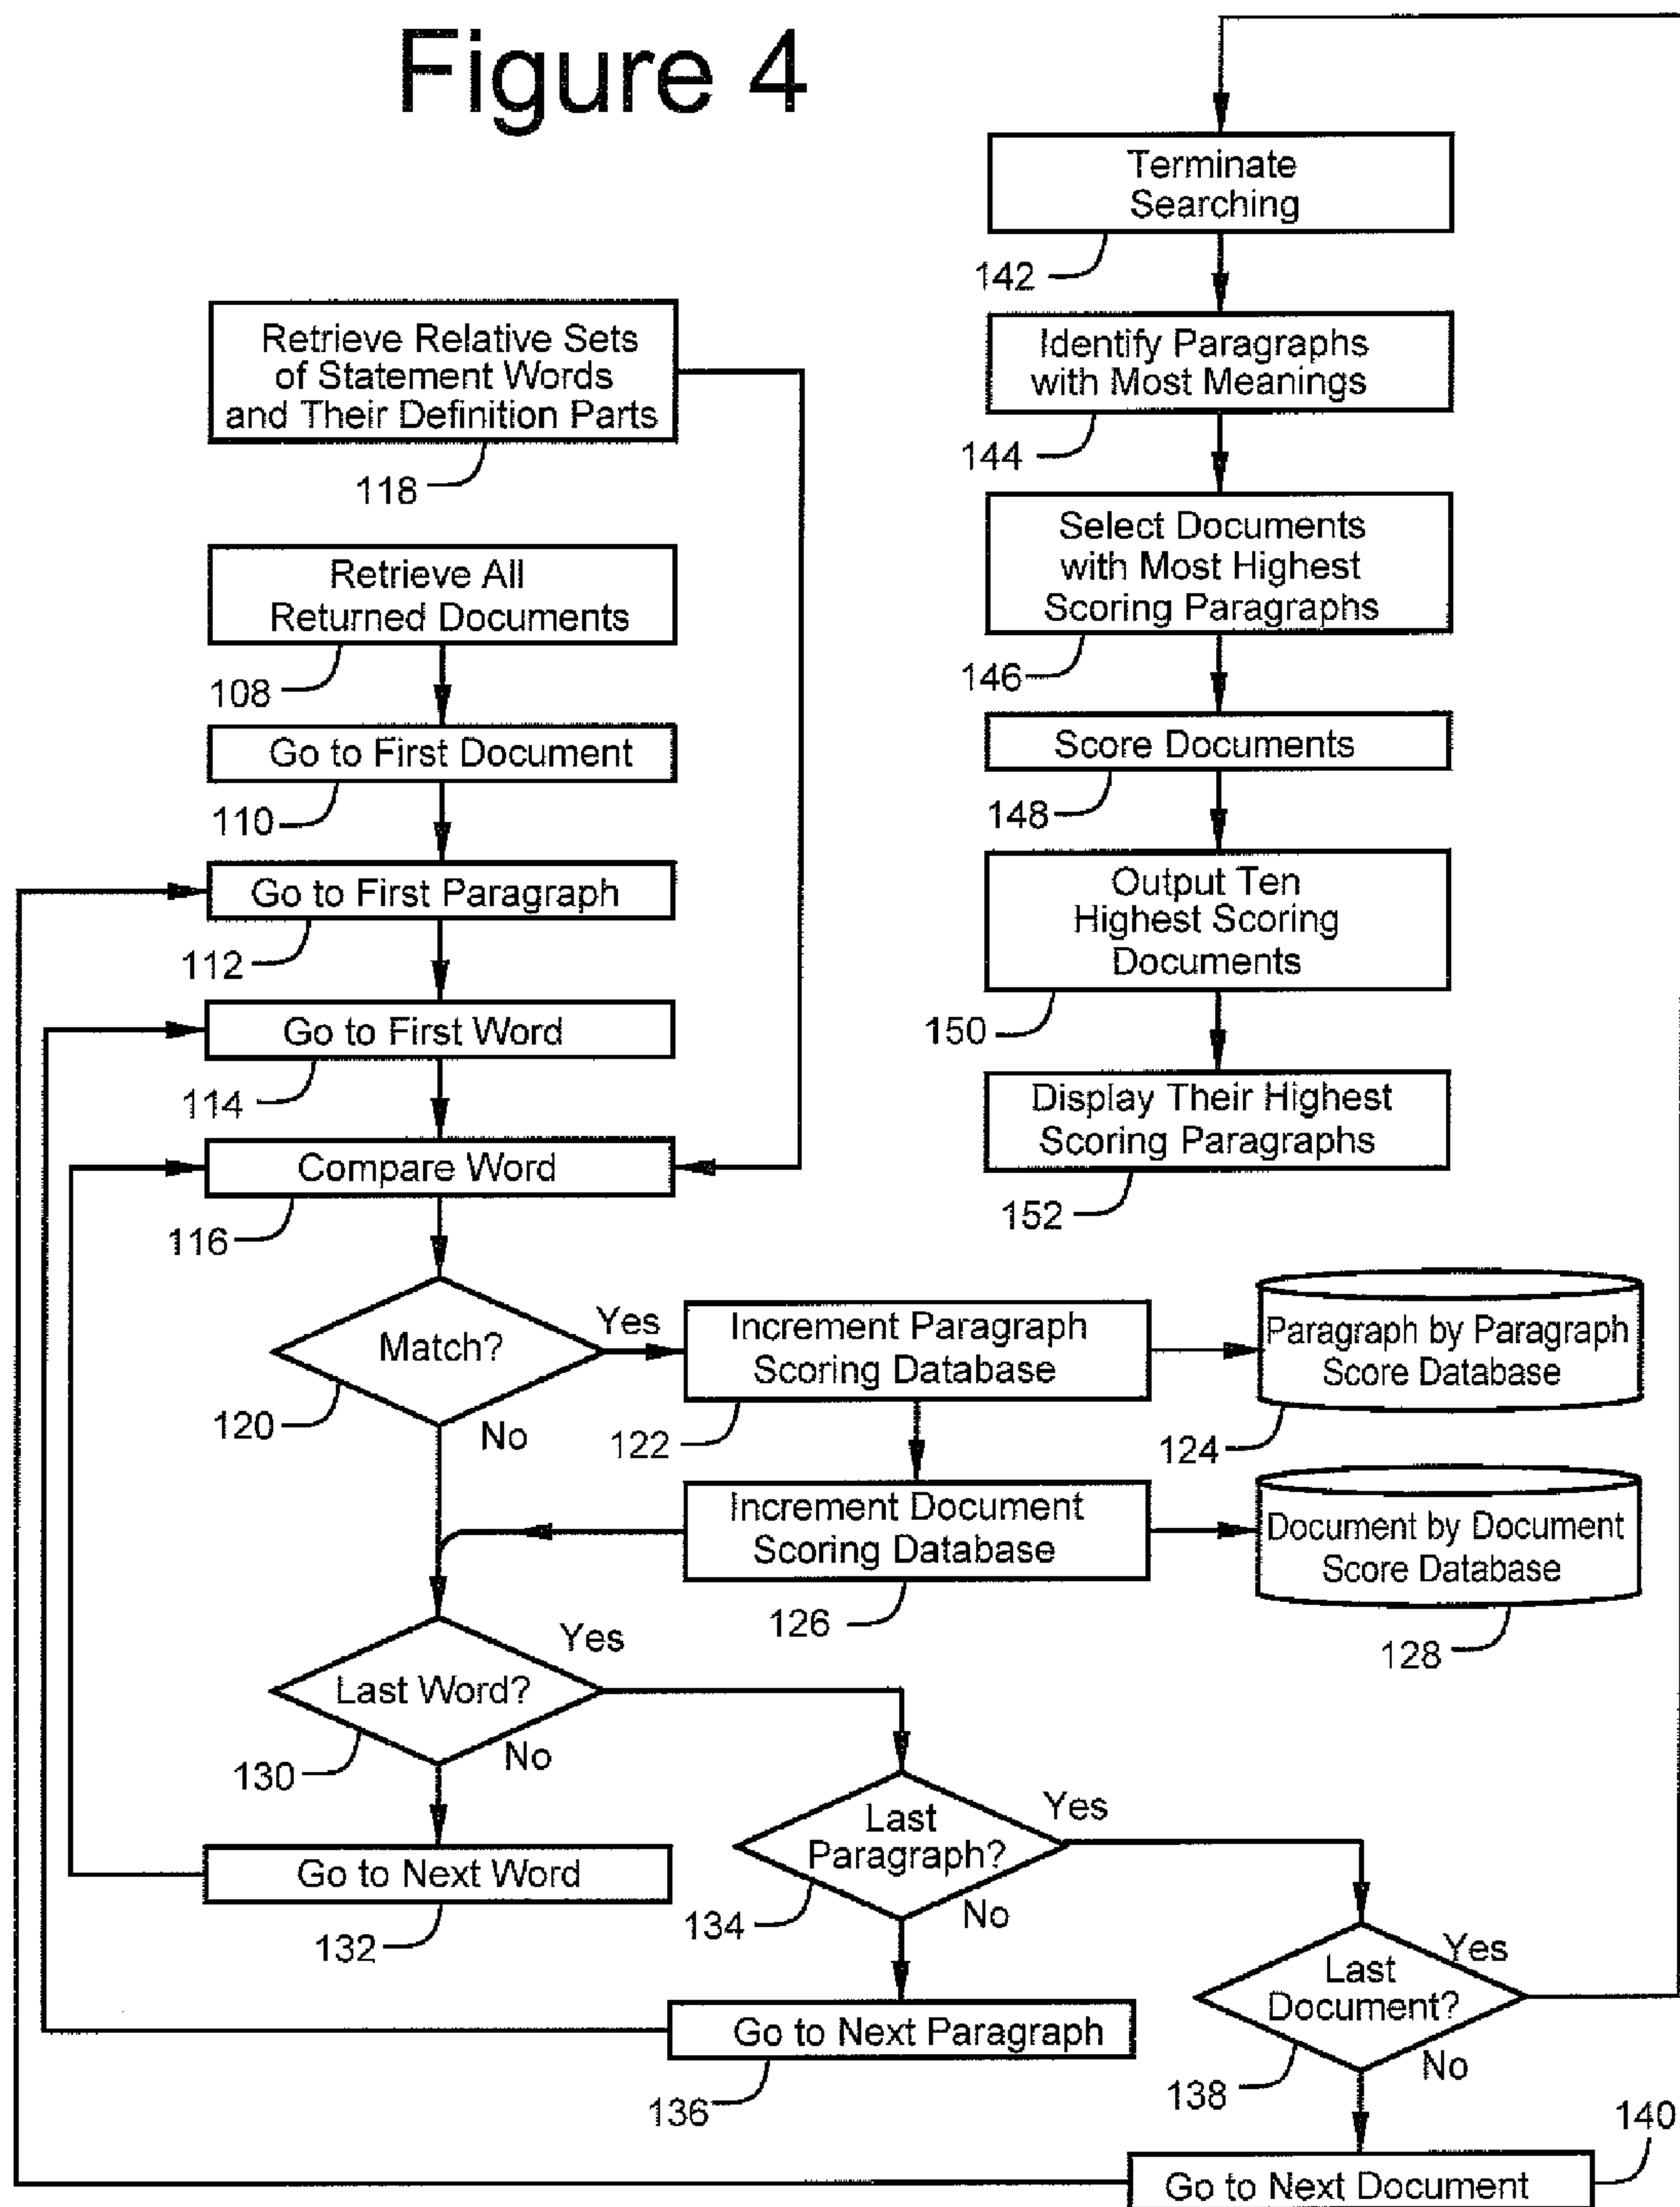 Figure 4
Retrieve Relative Sets
of Statement Words
and Their Definition Parts
118
Retrieve All
Returned Documents
108
Go to First Document
110
Go to First Paragraph
112
Go to First Word
114
Compare Word
116
Match?
Yes
120
No
Increment Paragraph
Scoring Database
122
Paragraph by Paragraph
Score Database
124
Increment Document
Scoring Database
126
Document by Document
Score Database
128
Last Word?
Yes
130
No
Go to Next Word
132
Last
Paragraph?
Yes
134
No
Go to Next Paragraph
136
Last
Document?
Yes
138
No
Go to Next Document
140
Terminate
Searching
142
Identify Paragraphs
with Most Meanings
144
Select Documents
with Most Highest
Scoring Paragraphs
146
Score Documents
148
Output Ten
Highest Scoring
Documents
150
Display Their Highest
Scoring Paragraphs
152